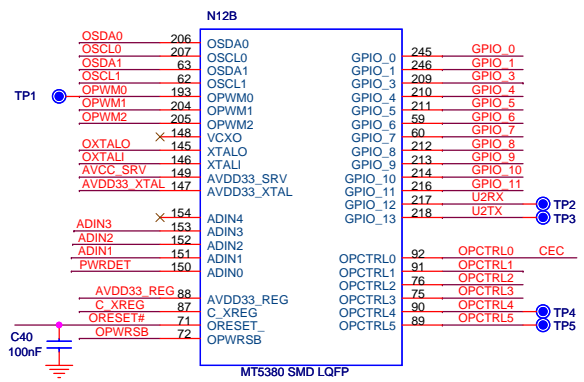 N12B
OSDA0 206 OSDA0
OSCL0 207 OSCL0
OSDA1 63 OSDA1
OSCL1 62 OSCL1
TP1 OPWM0 193 OPWM0
OPWM1 204 OPWM1
OPWM2 205 OPWM2
148 VCXO
OXTALO 145 XTALO
OXTALI 146 XTALI
AVCC_SRV 149 AVDD33_SRV
AVDD33_XTAL 147 AVDD33_XTAL
154 ADIN4
ADIN3 153 ADIN3
ADIN2 152 ADIN2
ADIN1 151 ADIN1
PWRDET 150 ADIN0
AVDD33_REG 88 AVDD33_REG
C_XREG 87 C_XREG
ORESET# 71 ORESET_
OPWRSB 72 OPWRSB
C40
100nF
GPIO_0 245 GPIO_0
GPIO_1 246 GPIO_1
GPIO_3 209 GPIO_3
GPIO_4 210 GPIO_4
GPIO_5 211 GPIO_5
GPIO_6 59 GPIO_6
GPIO_7 60 GPIO_7
GPIO_8 212 GPIO_8
GPIO_9 213 GPIO_9
GPIO_10 214 GPIO_10
GPIO_11 216 GPIO_11
GPIO_12 217 U2RX TP2
GPIO_13 218 U2TX TP3
OPCTRL0 92 OPCTRL0 CEC
OPCTRL1 91 OPCTRL1
OPCTRL2 76 OPCTRL2
OPCTRL3 75 OPCTRL3
OPCTRL4 90 OPCTRL4 TP4
OPCTRL5 89 OPCTRL5 TP5
MT5380 SMD LQFP